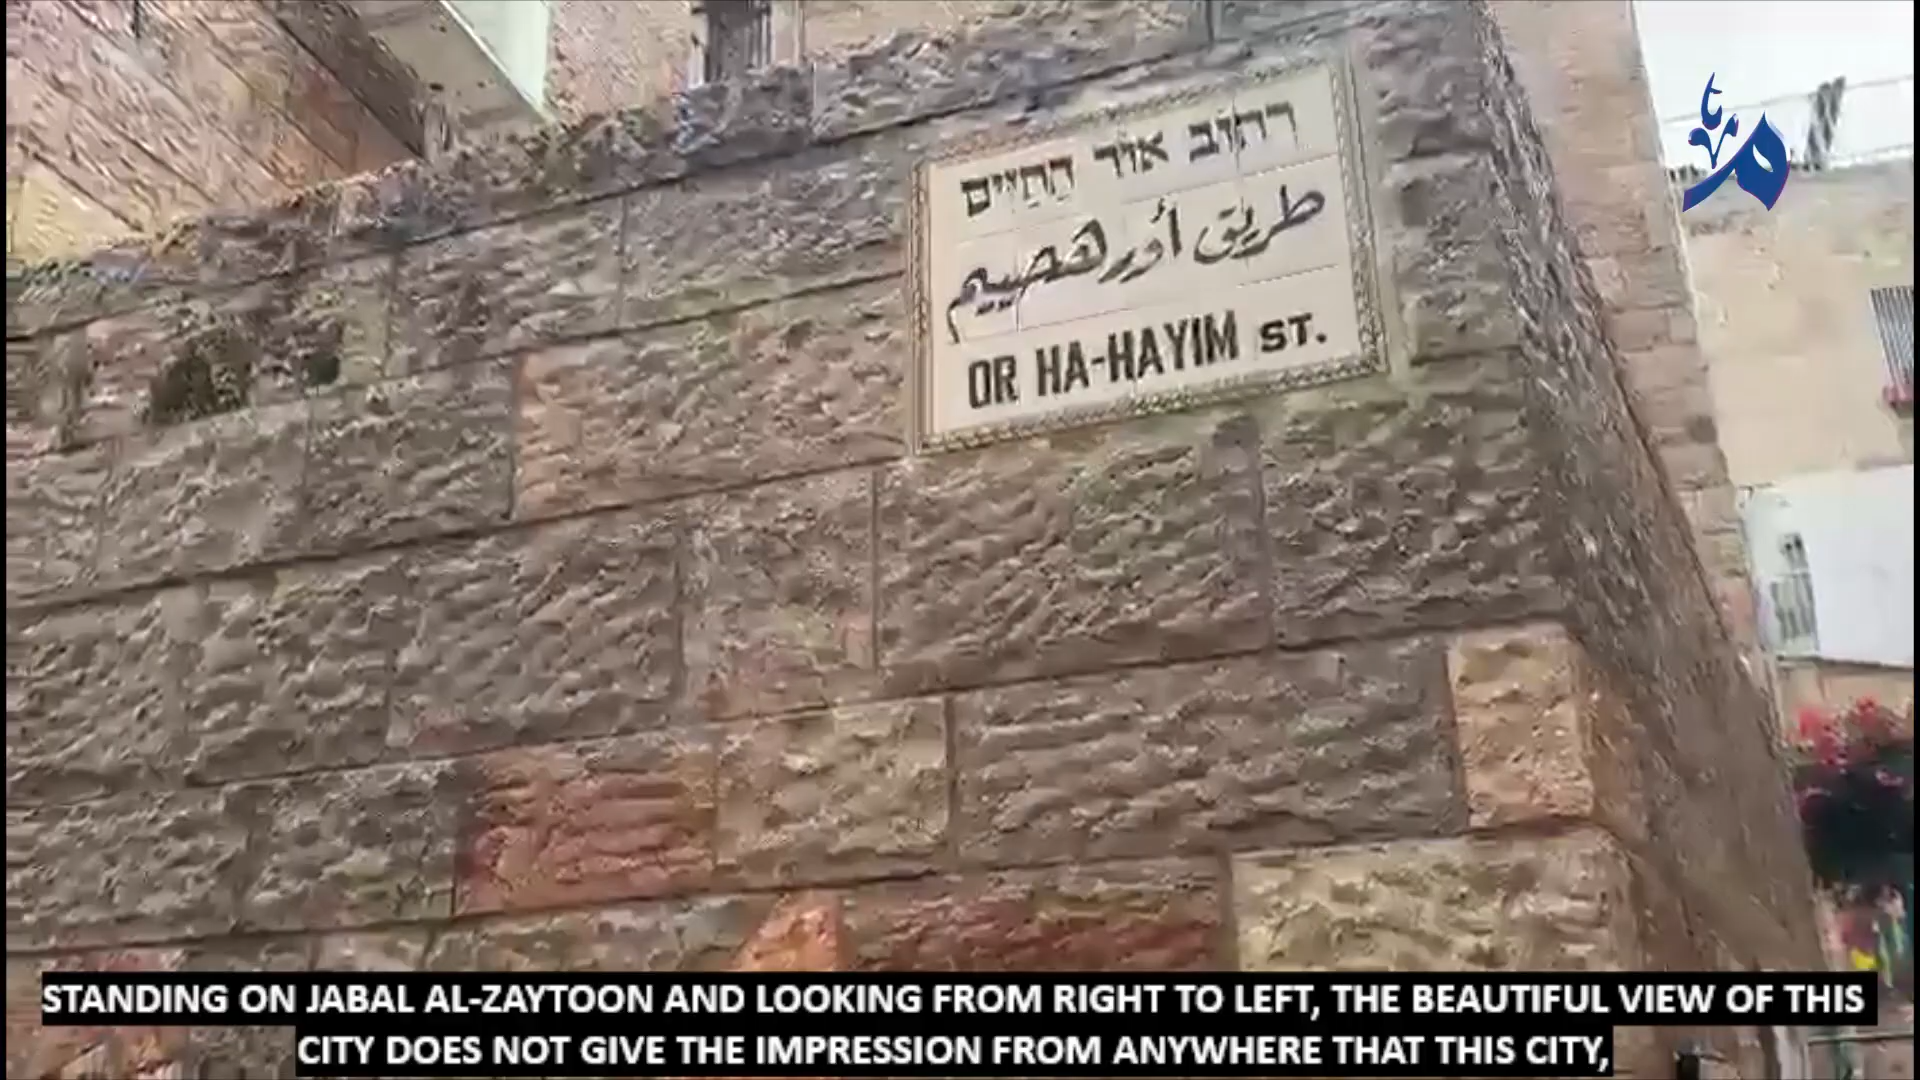 רחוב אור החיים
طريق أور هحييم
OR HA-HAYIM ST.
STANDING ON JABAL AL-ZAYTOON AND LOOKING FROM RIGHT TO LEFT, THE BEAUTIFUL VIEW OF THIS
CITY DOES NOT GIVE THE IMPRESSION FROM ANYWHERE THAT THIS CITY,